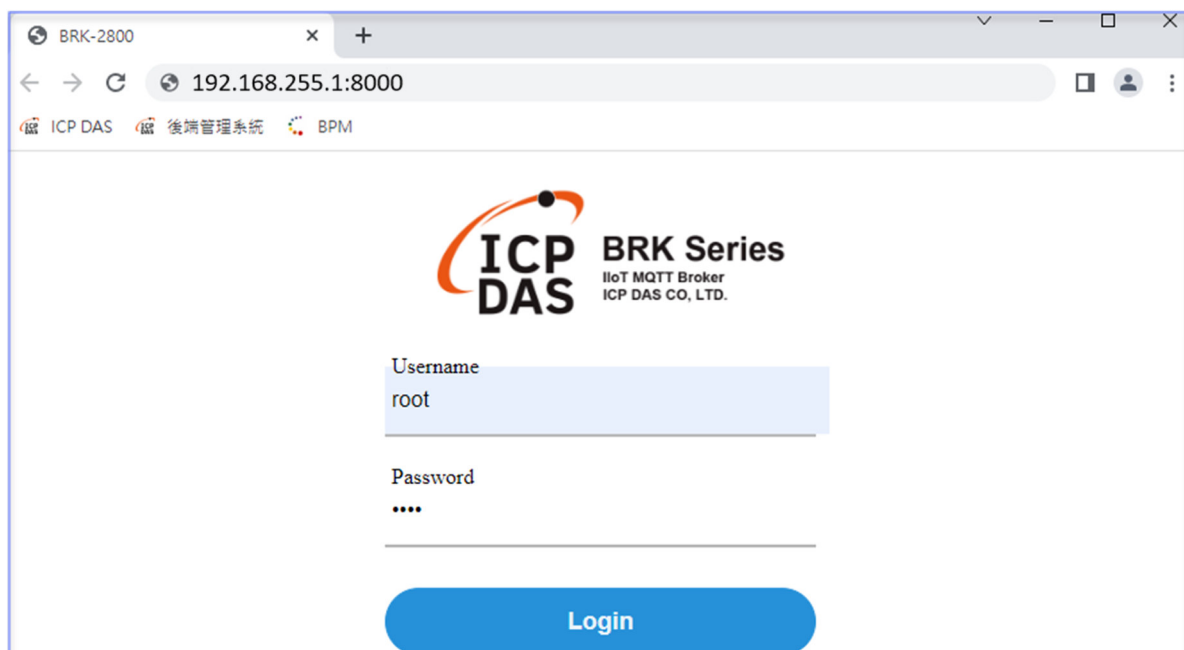 BRK-2800
192.168.255.1:8000
ICP DAS 後端管理系統 BPM
ICP DAS
BRK Series
IIoT MQTT Broker
ICP DAS CO, LTD.
Username
root
Password
••••
Login